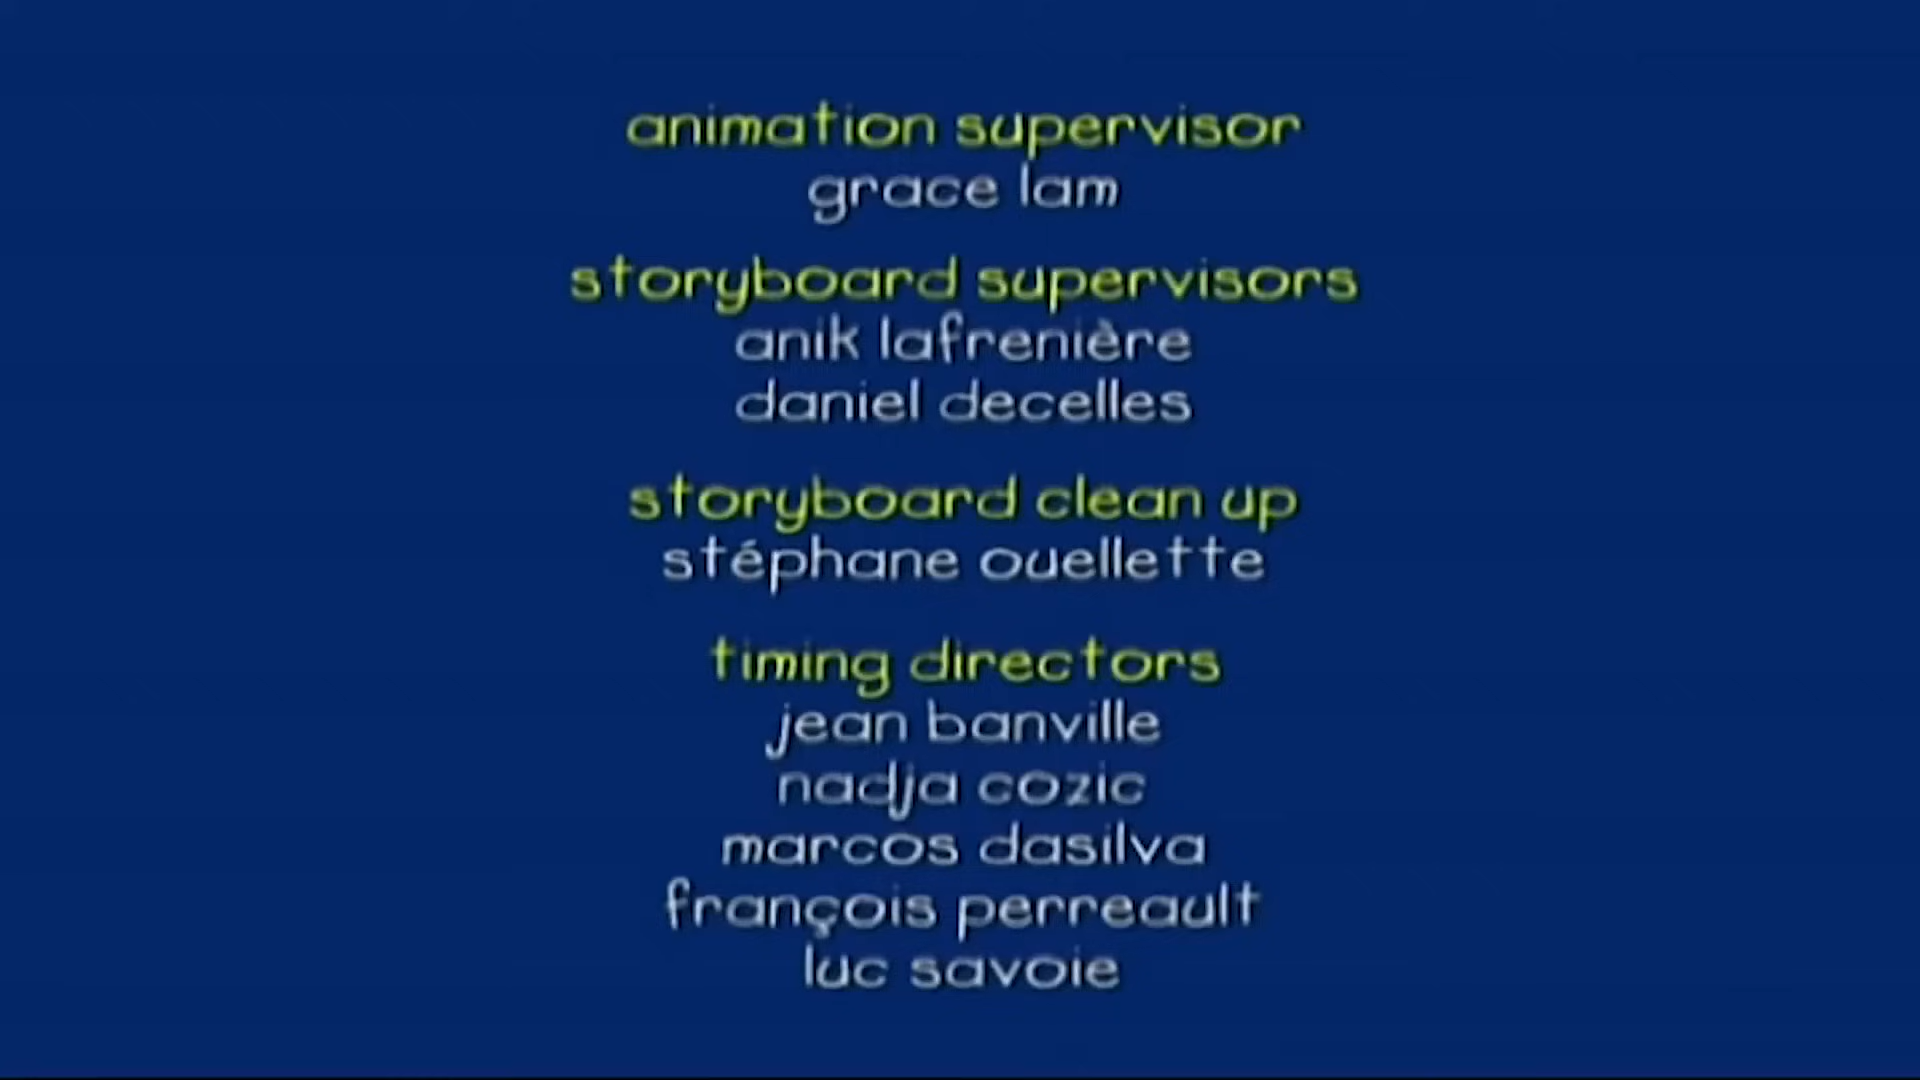 animation supervisor
grace lam
storyboard supervisors
anik lafrenière
daniel decelles
storyboard clean up
stéphane ouellette
timing directors
jean banville
nadja cozic
marcos dasilva
françois perreault
luc savoie